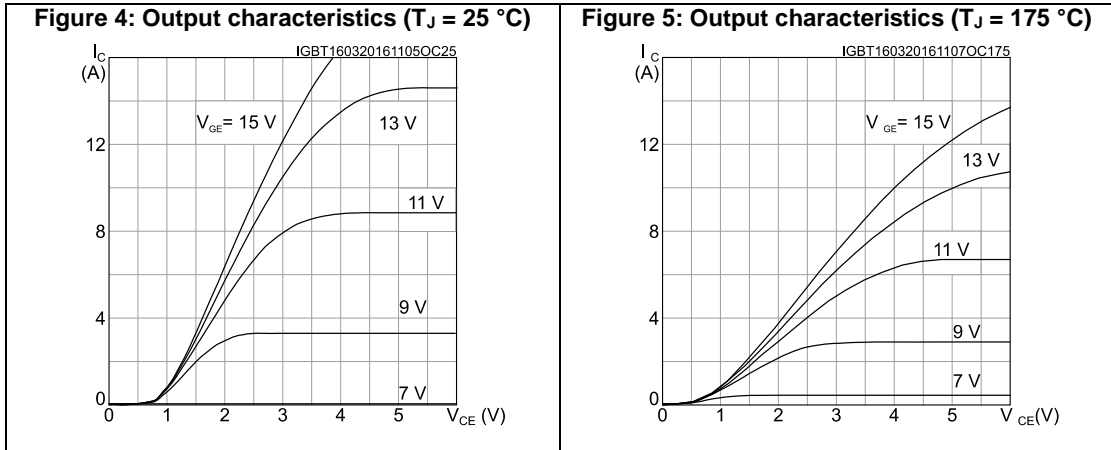 Figure 4: Output characteristics (TJ = 25 °C)
IC
(A)
IGBT160320161105OC25
VGE= 15 V
13 V
12
11 V
8
9 V
4
7 V
0
0 1 2 3 4 5 VCE (V)
Figure 5: Output characteristics (TJ = 175 °C)
IC
(A)
IGBT160320161107OC175
VGE= 15 V
13 V
12
11 V
8
9 V
4
7 V
0
0 1 2 3 4 5 VCE(V)